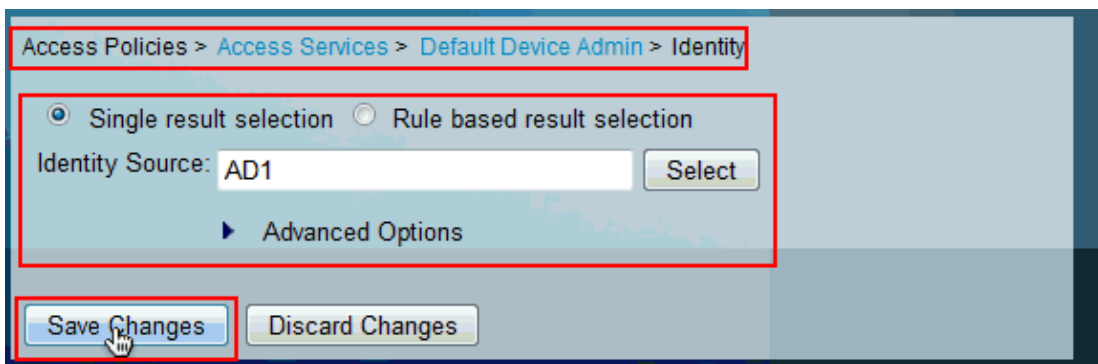 Access Policies > Access Services > Default Device Admin > Identity
Single result selection Rule based result selection
Identity Source: AD1 Select
Advanced Options
Save Changes Discard Changes